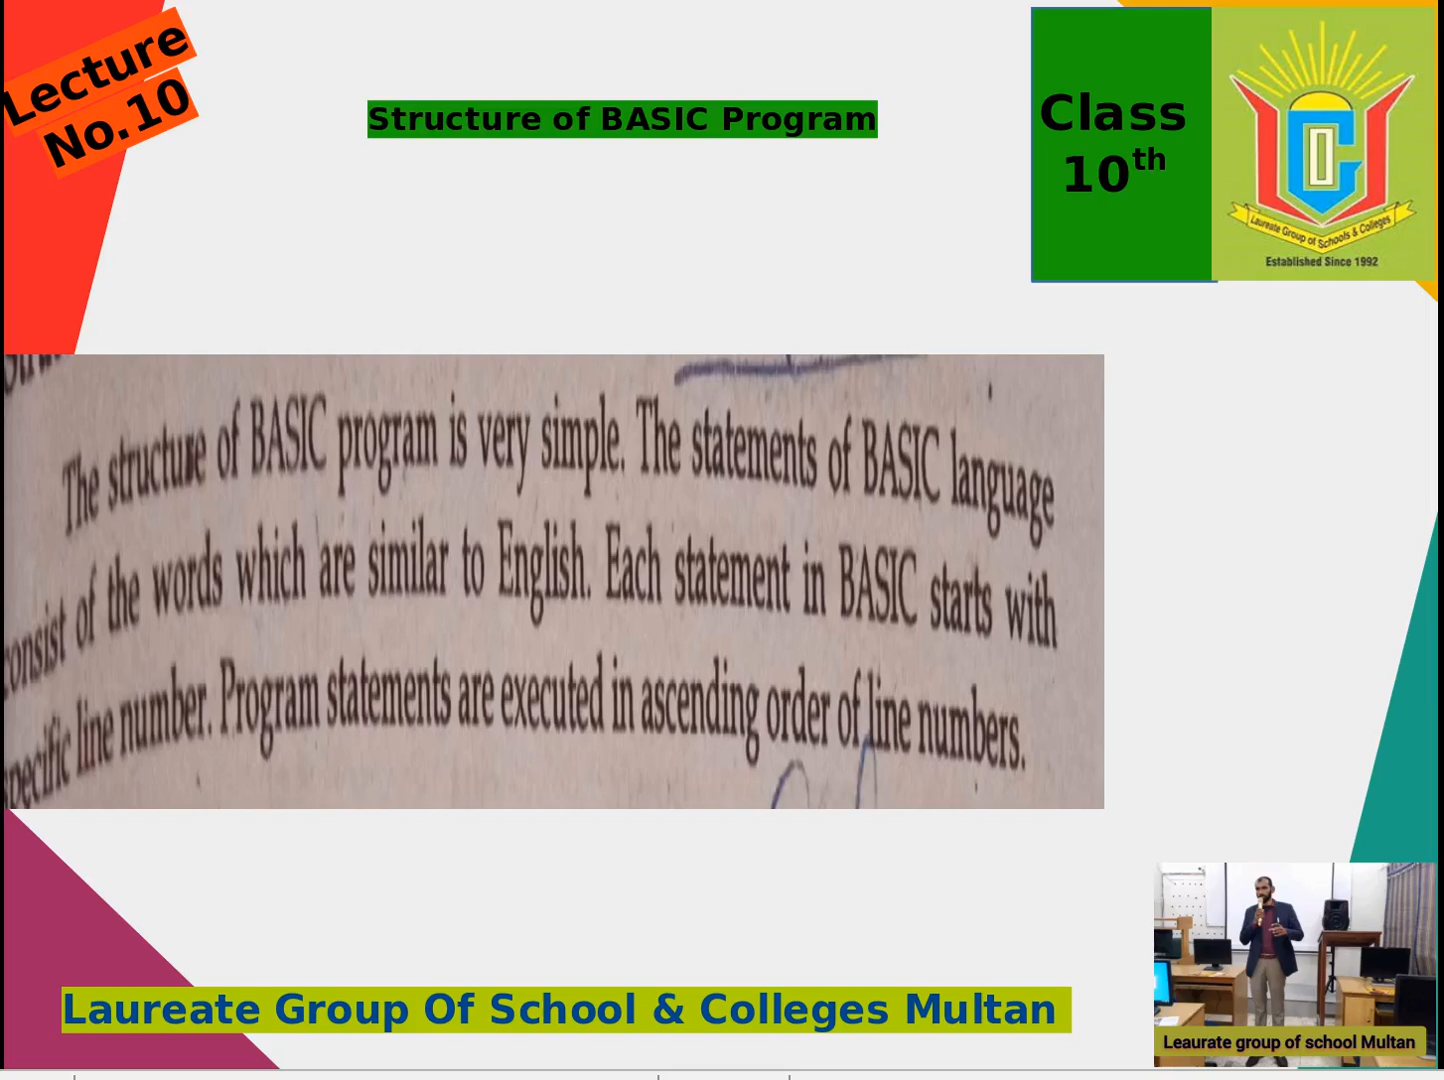 Lecture
No.10
Structure of BASIC Program
Class
10th
Laureate Group of Schools & Colleges
Established Since 1992
The structure of BASIC program is very simple. The statements of BASIC language
consist of the words which are similar to English. Each statement in BASIC starts with
specific line number. Program statements are executed in ascending order of line numbers.
Laureate Group Of School & Colleges Multan
Leaurate group of school Multan